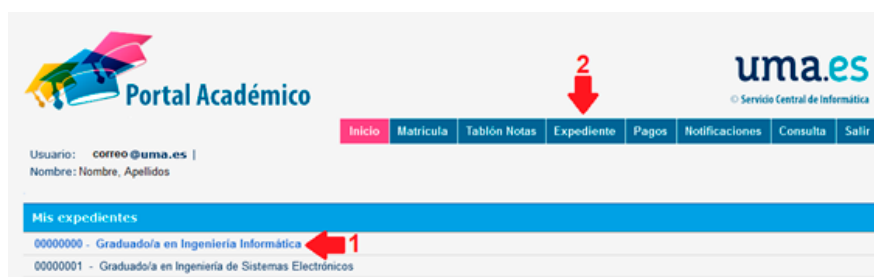 2
uma.es
Portal Académico
© Servicio Central de Informática
Inicio Matrícula Tablón Notas Expediente Pagos Notificaciones Consulta Salir
Usuario: correo@uma.es |
Nombre: Nombre, Apellidos
Mis expedientes
00000000 - Graduado/a en Ingeniería Informática 1
00000001 - Graduado/a en Ingeniería de Sistemas Electrónicos